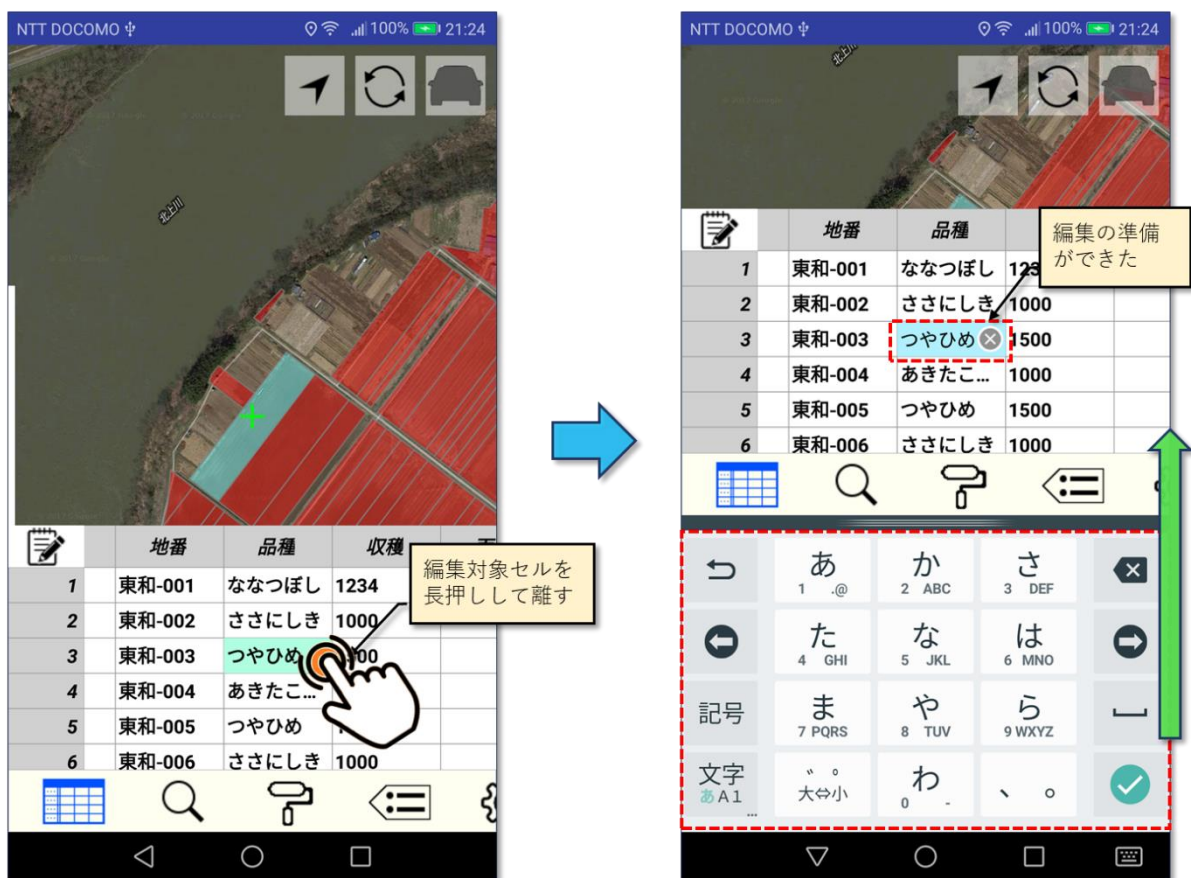 NTT DOCOMO 100% 21:24
北上川
地番 品種 収穫
1 東和-001 ななつぼし 1234
2 東和-002 ささにしき 1000
3 東和-003 つやひめ
4 東和-004 あきたこ...
5 東和-005 つやひめ
6 東和-006 ささにしき 1000
編集対象セルを
長押しして離す
NTT DOCOMO 100% 21:24
北上川
地番 品種
1 東和-001 ななつぼし
2 東和-002 ささにしき 1000
3 東和-003 つやひめ 1500
4 東和-004 あきたこ... 1000
5 東和-005 つやひめ 1500
6 東和-006 ささにしき 1000
編集の準備
ができた
あ か さ
1 .@ 2 ABC 3 DEF
た な は
4 GHI 5 JKL 6 MNO
記号 ま や ら
7 PQRS 8 TUV 9 WXYZ
文字 ゛ ゜ わ 、 。
あA1 大⇔小 0 -
...